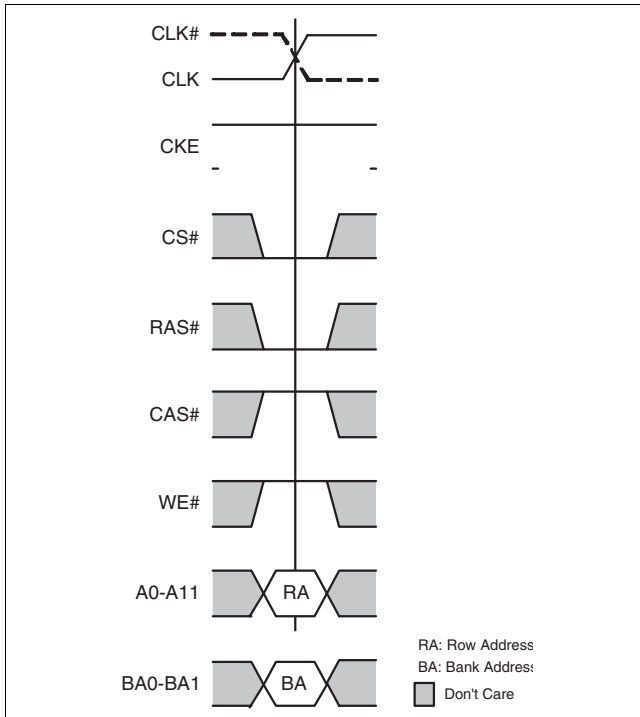 CLK#
CLK
CKE
CS#
RAS#
CAS#
WE#
A0-A11
RA
BA0-BA1
BA
RA: Row Address
BA: Bank Address
Don't Care